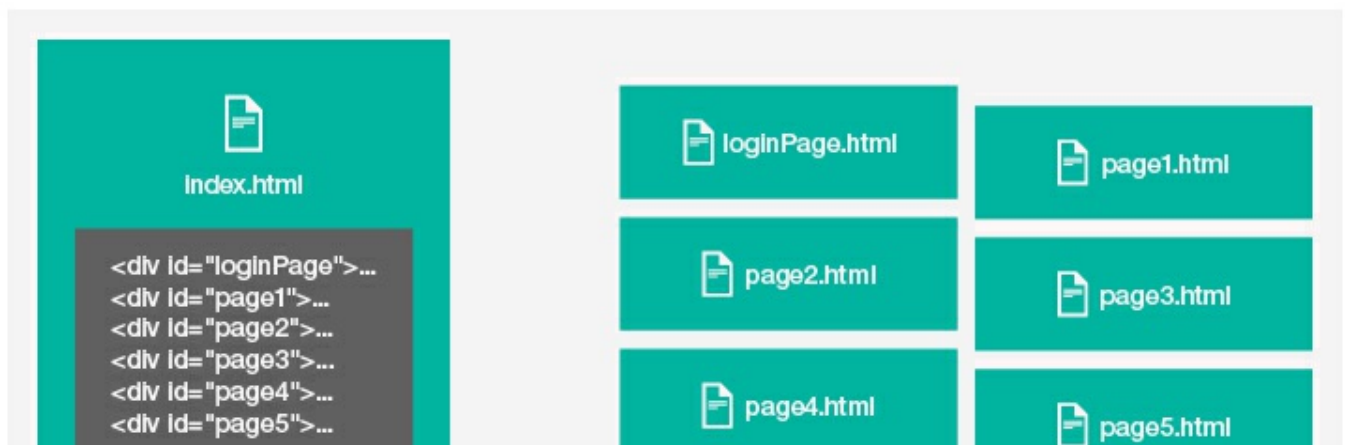 index.html
<div id="loginPage">...
<div id="page1">...
<div id="page2">...
<div id="page3">...
<div id="page4">...
<div id="page5">...
loginPage.html
page1.html
page2.html
page3.html
page4.html
page5.html